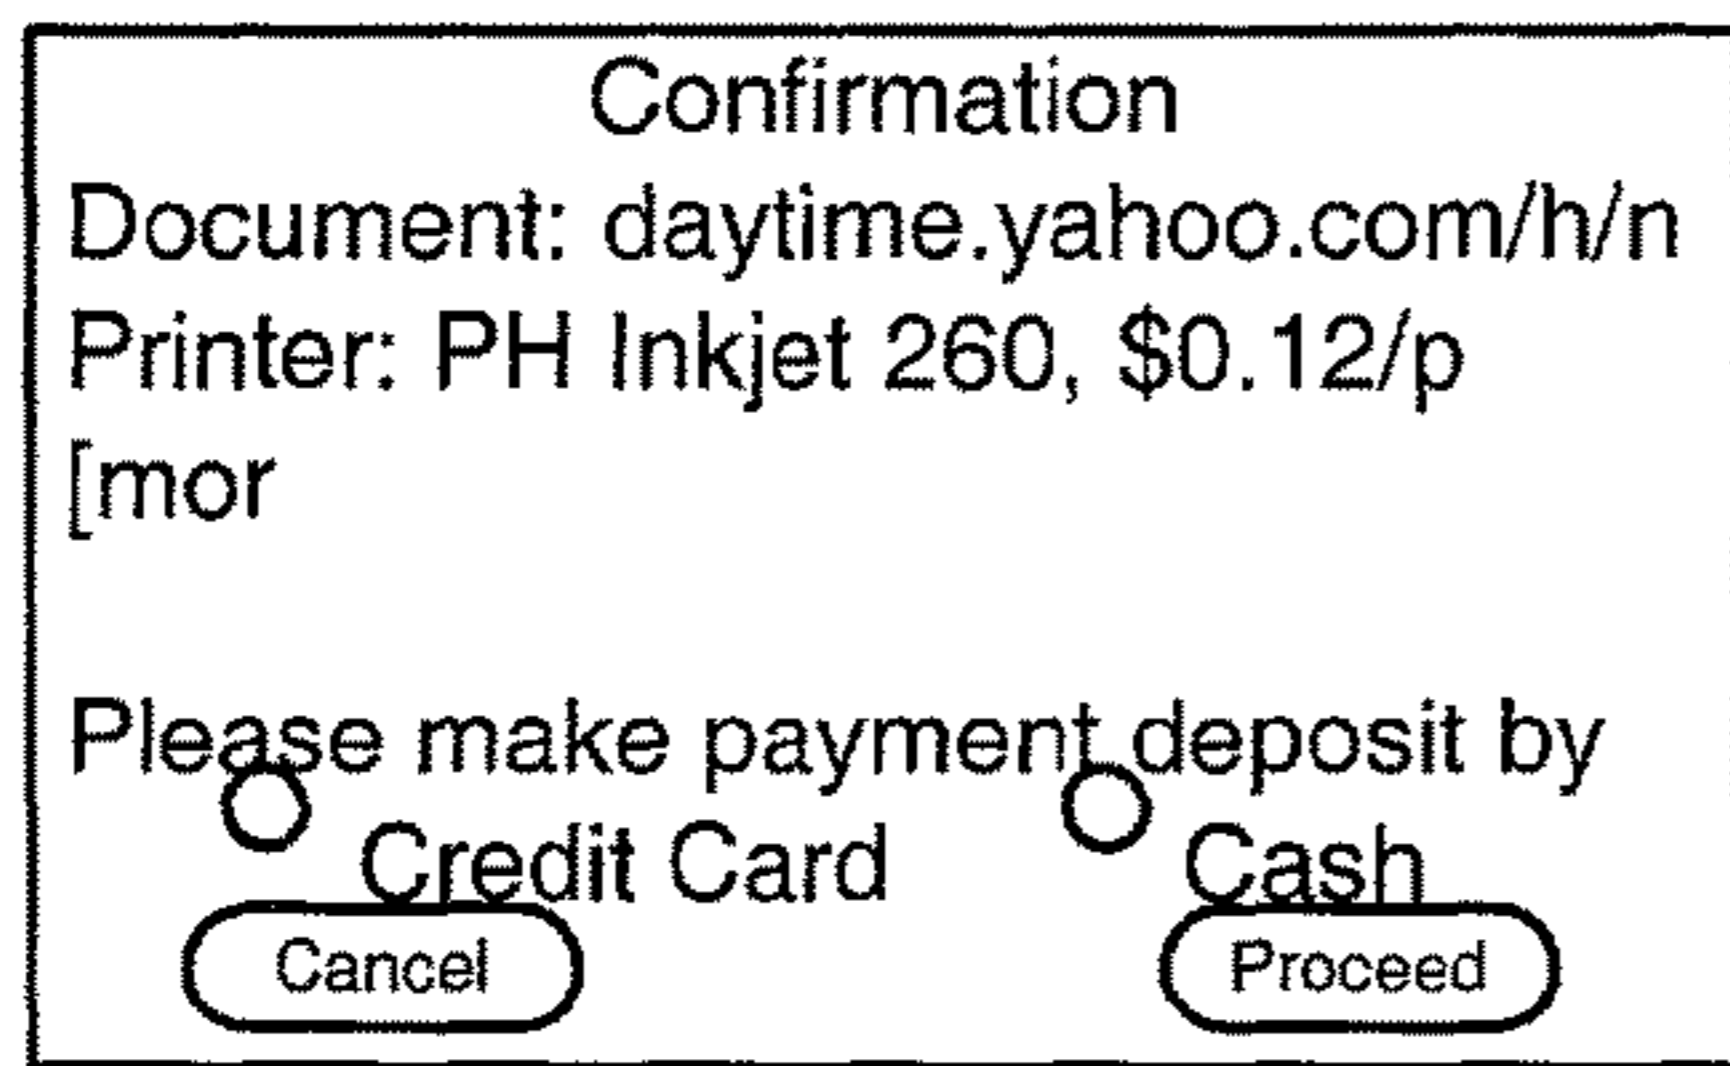 Confirmation
Document: daytime.yahoo.com/h/n
Printer: PH Inkjet 260, $0.12/p
[mor
Please make payment deposit by
Credit Card Cash
Cancel Proceed